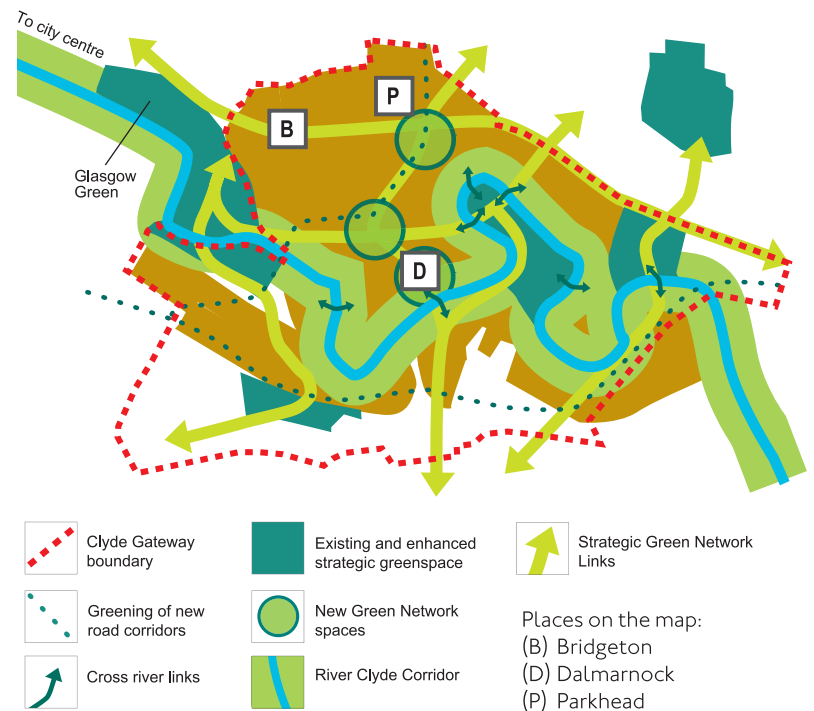 To city centre
P
B
Glasgow
Green
D
Clyde Gateway
boundary
Existing and enhanced
strategic greenspace
Strategic Green Network
Links
Greening of new
road corridors
New Green Network
spaces
Cross river links
River Clyde Corridor
Places on the map:
(B) Bridgeton
(D) Dalmarnock
(P) Parkhead